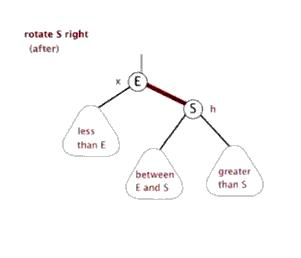 rotate S right
(after)
x E
S h
less
than E
between
E and S
greater
than S